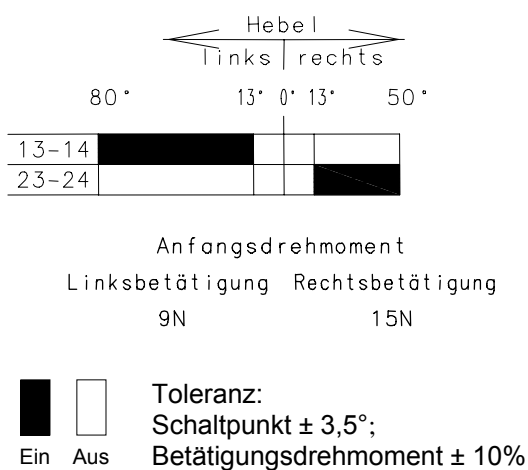 Hebel
links rechts
80° 13° 0° 13° 50°
13-14
23-24
Anfangsdrehmoment
Linksbetätigung Rechtsbetätigung
9N 15N
Toleranz:
Schaltpunkt ± 3,5°;
Ein Aus Betätigungsdrehmoment ± 10%